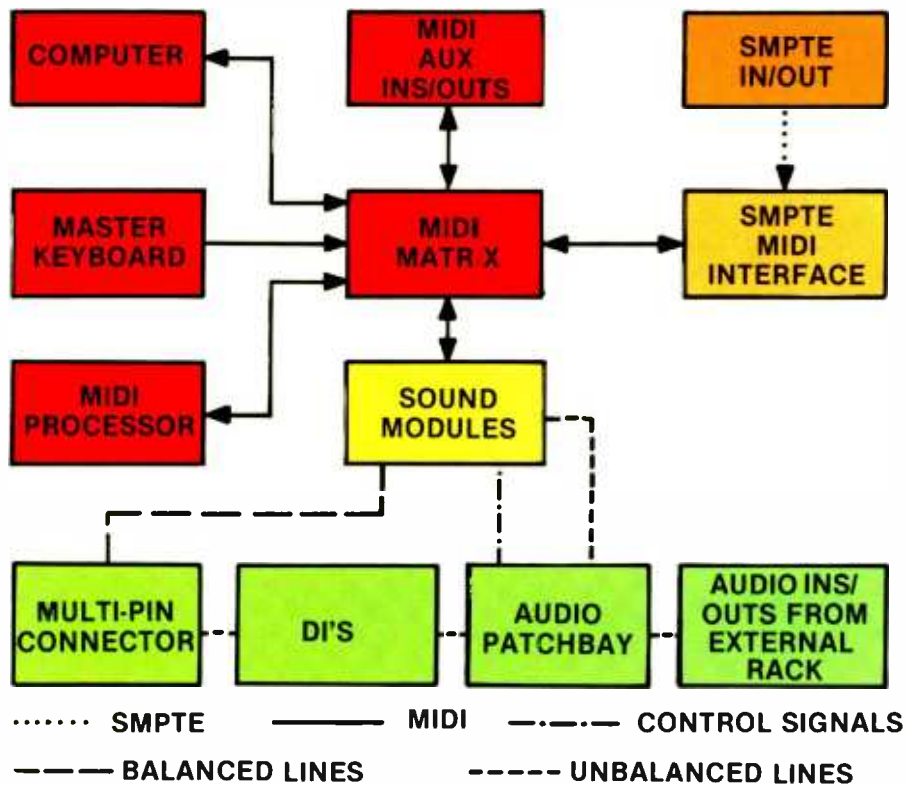 COMPUTER
MIDI
AUX
INS/OUTS
SMPTE
IN/OUT
MASTER
KEYBOARD
MIDI
MATR X
SMPTE
MIDI
INTERFACE
MIDI
PROCESSOR
SOUND
MODULES
MULTI-PIN
CONNECTOR
DI'S
AUDIO
PATCHBAY
AUDIO INS/
OUTS FROM
EXTERNAL
RACK
SMPTE
MIDI
CONTROL SIGNALS
BALANCED LINES
UNBALANCED LINES